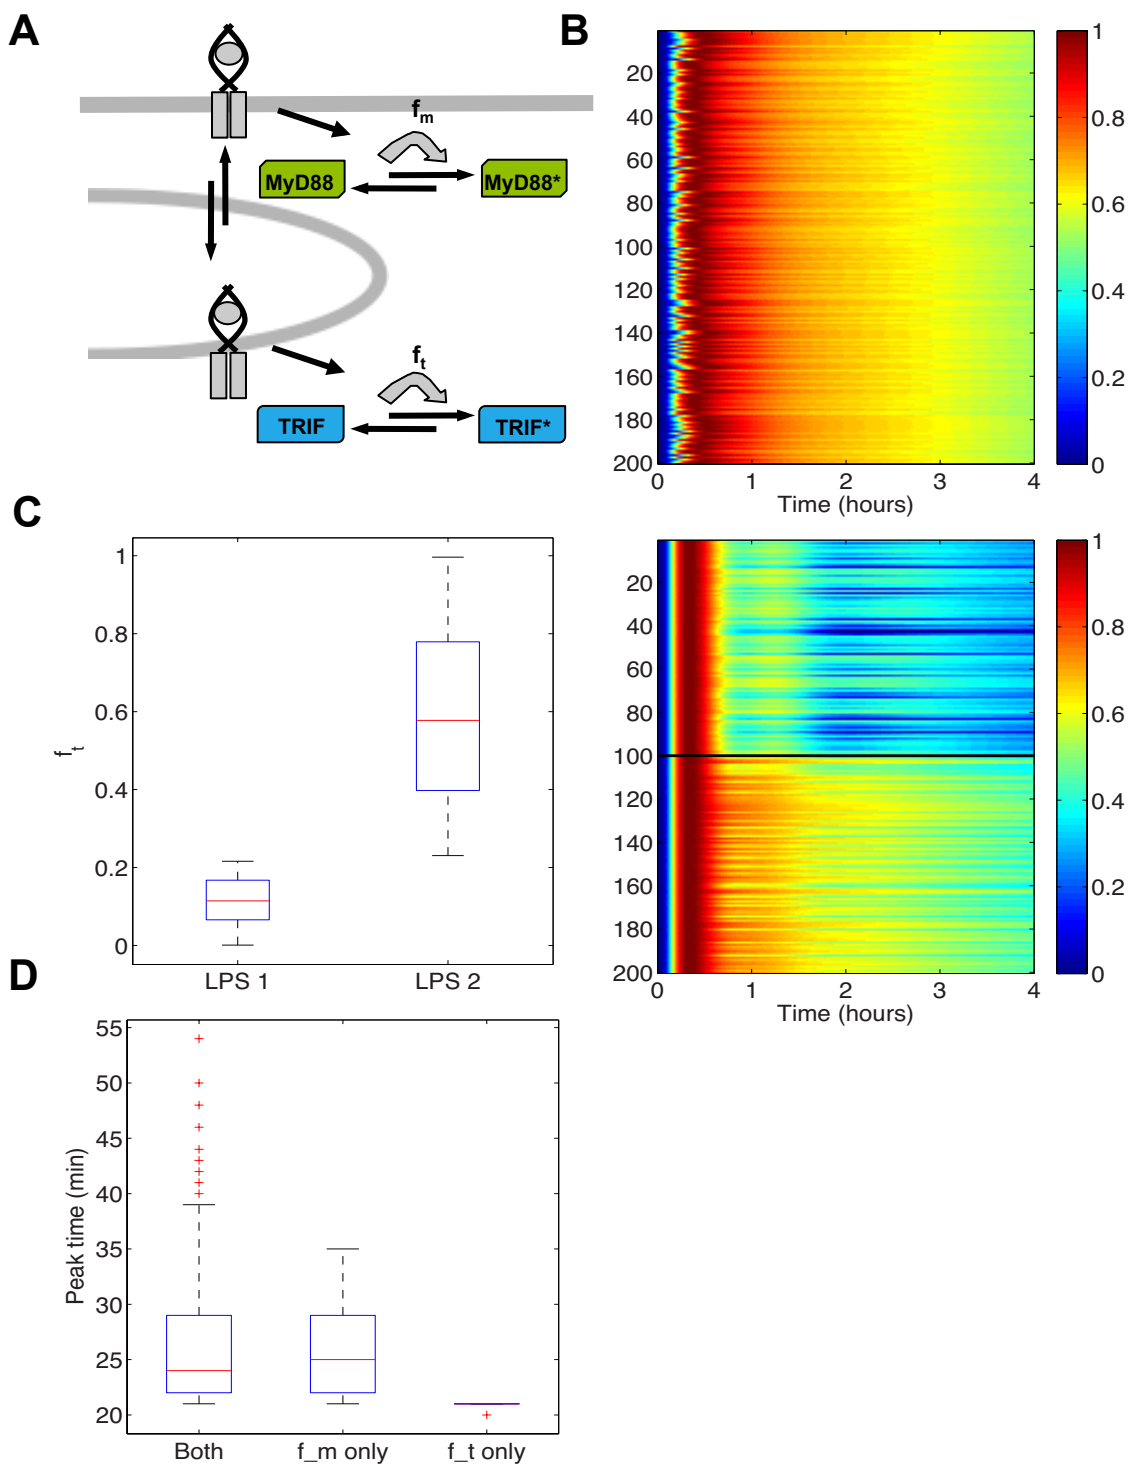 A
f_m
MyD88
MyD88*
f_t
TRIF
TRIF*
B
20
40
60
80
100
120
140
160
180
200
0
1
2
3
4
Time (hours)
1
0.8
0.6
0.4
0.2
0
20
40
60
80
100
120
140
160
180
200
0
1
2
3
4
Time (hours)
1
0.8
0.6
0.4
0.2
0
C
1
0.8
0.6
0.4
0.2
0
f_t
LPS 1
LPS 2
D
55
50
45
40
35
30
25
20
Peak time (min)
Both
f_m only
f_t only